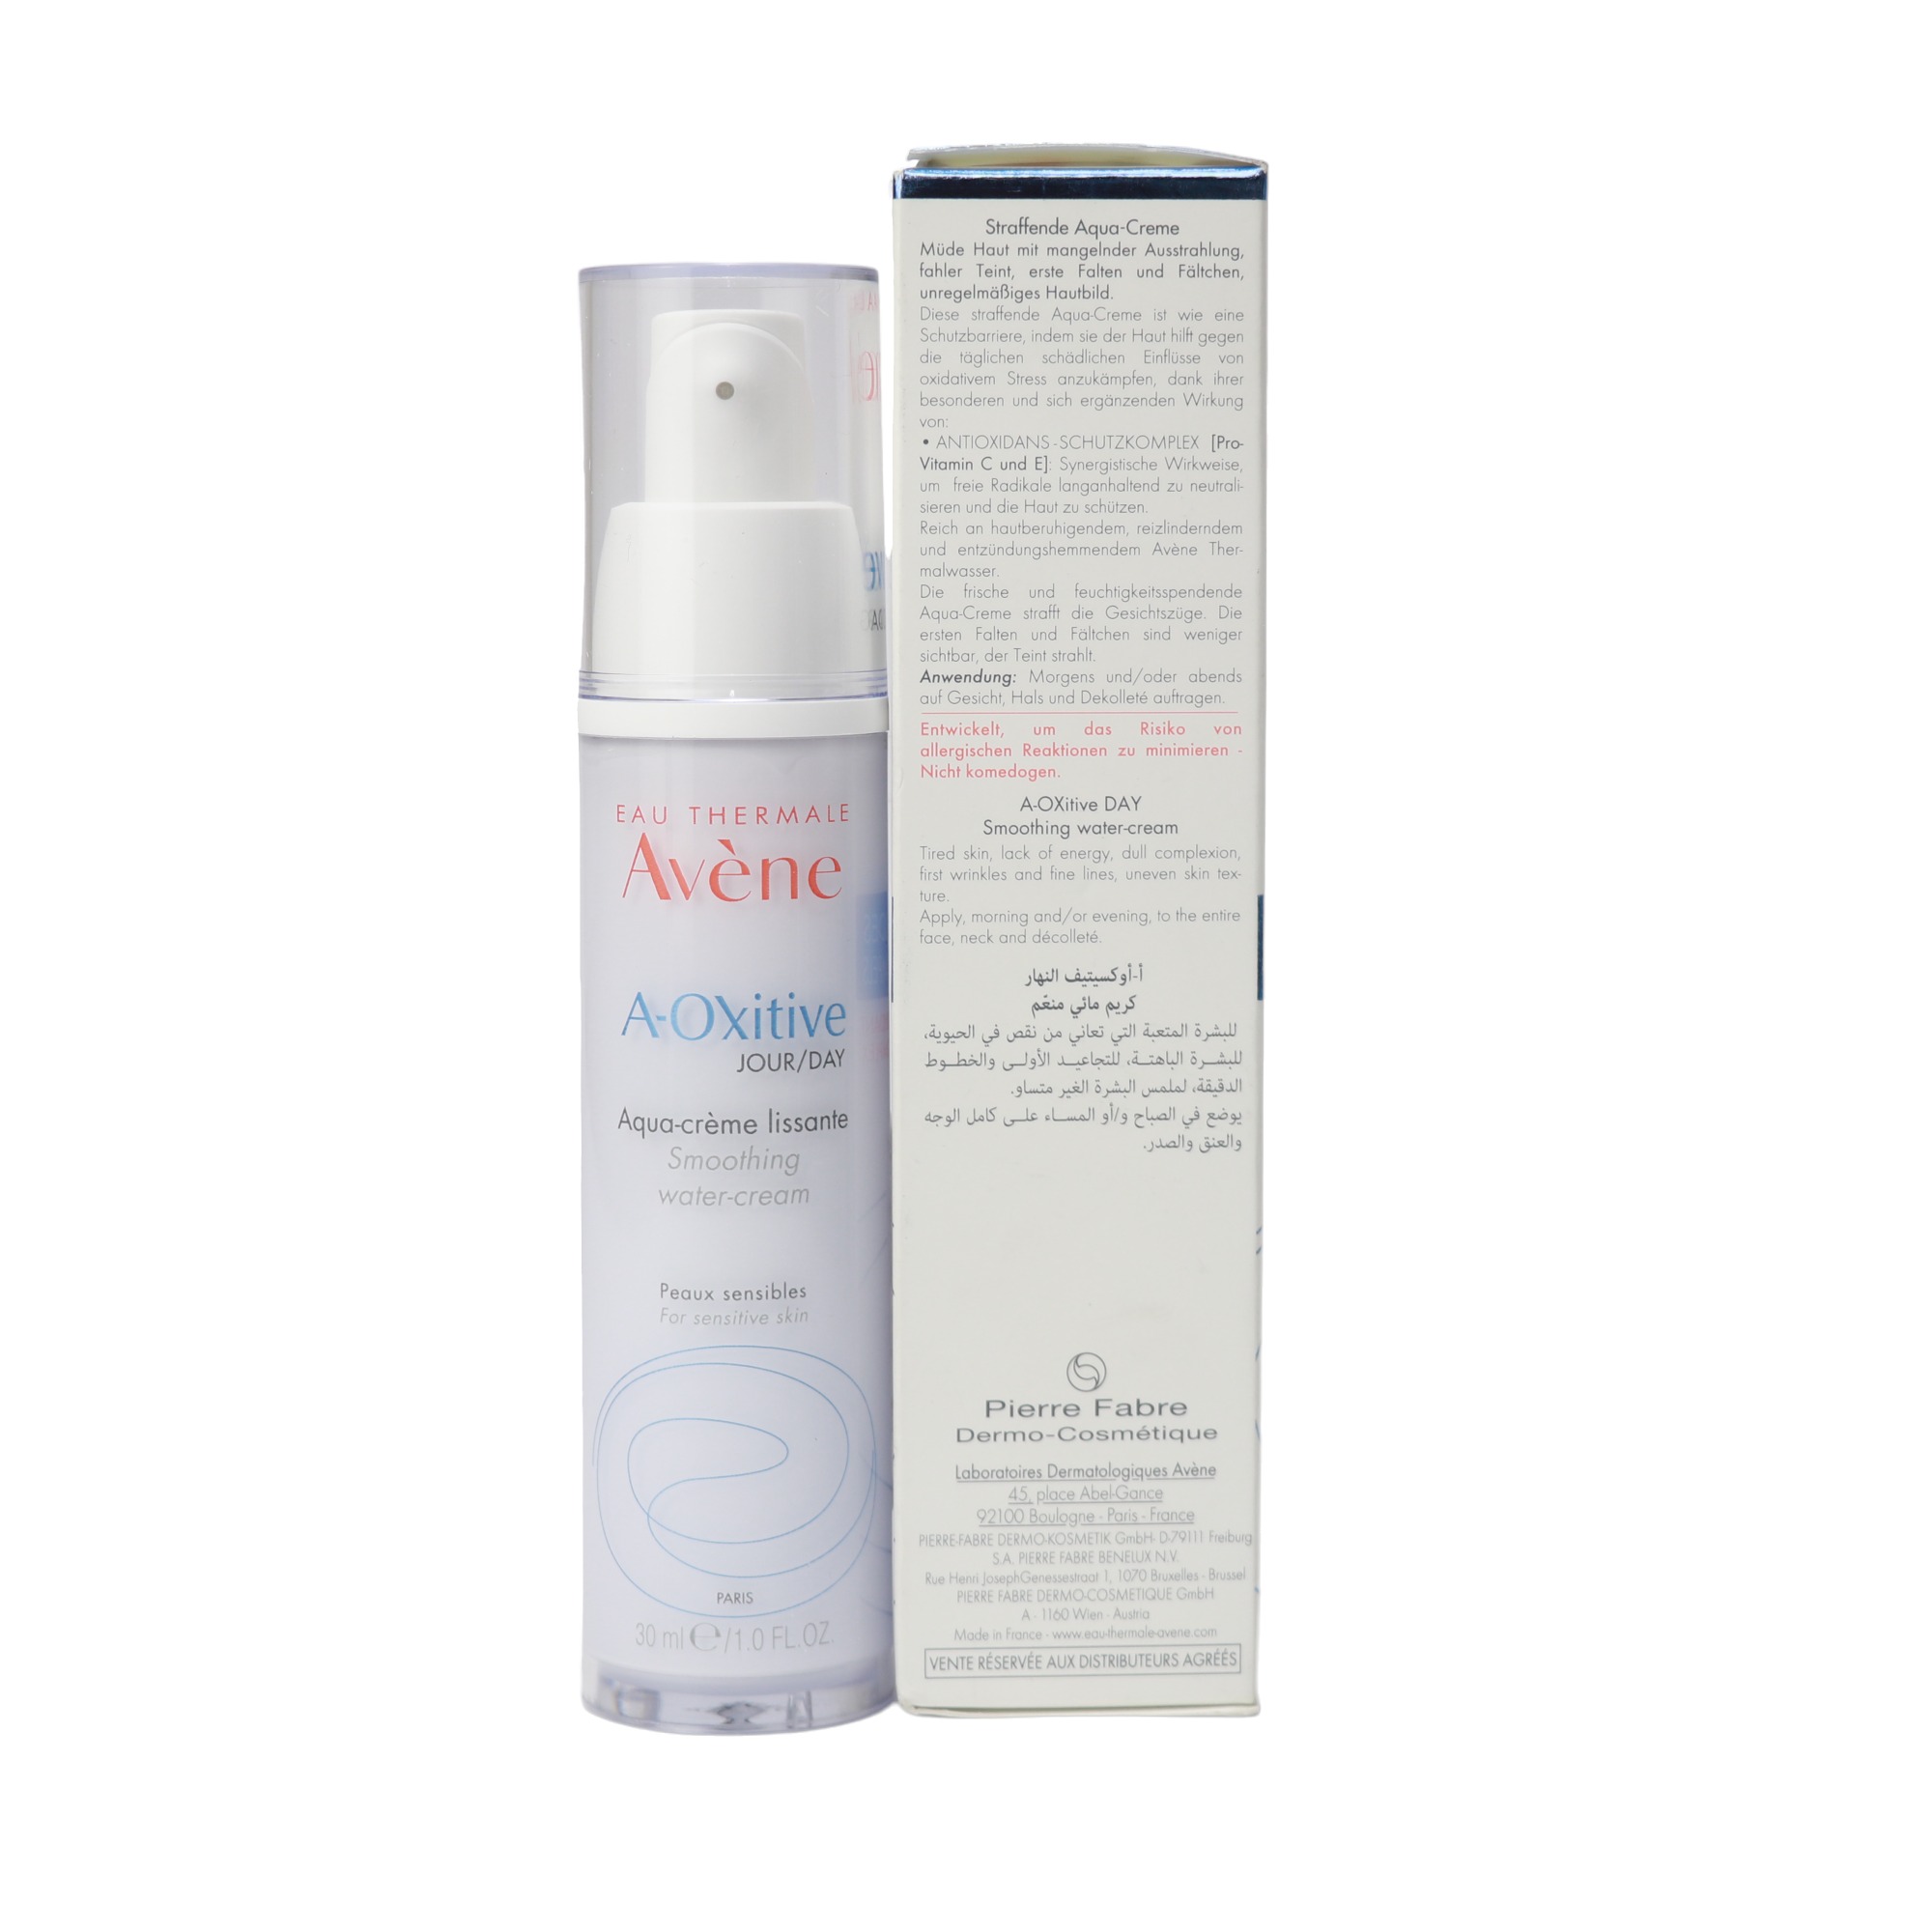 EAU THERMALE
Avène
A-OXitive
JOUR/DAY
Aqua-crème lissante
Smoothing
water-cream
Peaux sensibles
For sensitive skin
PARIS
30 ml e/1.0 FL.OZ.
Straffende Aqua-Creme
Müde Haut mit mangelnder Ausstrahlung,
fahler Teint, erste Falten und Fältchen,
unregelmäßiges Hautbild.
Diese straffende Aqua-Creme ist wie eine
Schutzbarriere, indem sie der Haut hilft gegen
die täglichen schädlichen Einflüsse von
oxidativem Stress anzukämpfen, dank ihrer
besonderen und sich ergänzenden Wirkung
von:
• ANTIOXIDANS-SCHUTZKOMPLEX [Pro-
Vitamin C und E]: Synergistische Wirkweise,
um freie Radikale langanhaltend zu neutrali-
sieren und die Haut zu schützen.
Reich an hautberuhigendem, reizlinderndem
und entzündungshemmendem Avène Ther-
malwasser.
Die frische und feuchtigkeitsspendende
Aqua-Creme strafft die Gesichtszüge. Die
ersten Falten und Fältchen sind weniger
sichtbar, der Teint strahlt.
Anwendung: Morgens und/oder abends
auf Gesicht, Hals und Dekolleté auftragen.
Entwickelt, um das Risiko von
allergischen Reaktionen zu minimieren -
Nicht komedogen.
A-OXitive DAY
Smoothing water-cream
Tired skin, lack of energy, dull complexion,
first wrinkles and fine lines, uneven skin tex-
ture.
Apply, morning and/or evening, to the entire
face, neck and décolleté.
أ-أوكسيتيف النهار
كريم مائي منعّم
للبشرة المتعبة التي تعاني من نقص في الحيوية،
للبشـــرة الباهتـــة، للتجاعيـــد الأولـــى والخطـــوط
الدقيقة، لملمس البشرة الغير متساو.
يوضع في الصباح و/أو المســاء علــى كامل الوجه
والعنق والصدر.
Pierre Fabre
Dermo-Cosmétique
Laboratoires Dermatologiques Avène
45, place Abel-Gance
92100 Boulogne - Paris - France
PIERRE-FABRE DERMO-KOSMETIK GmbH- D-79111 Freiburg
S.A. PIERRE FABRE BENELUX N.V.
Rue Henri JosephGenessestraat 1, 1070 Bruxelles - Brussel
PIERRE FABRE DERMO-COSMETIQUE GmbH
A - 1160 Wien - Austria
Made in France - www.eau-thermale-avene.com
VENTE RÉSERVÉE AUX DISTRIBUTEURS AGRÉÉS